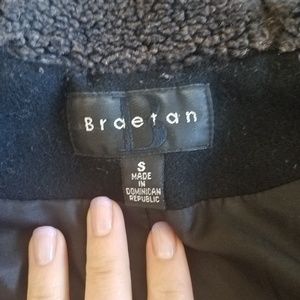 Braetan
S
MADE
IN
DOMINICAN
REPUBLIC